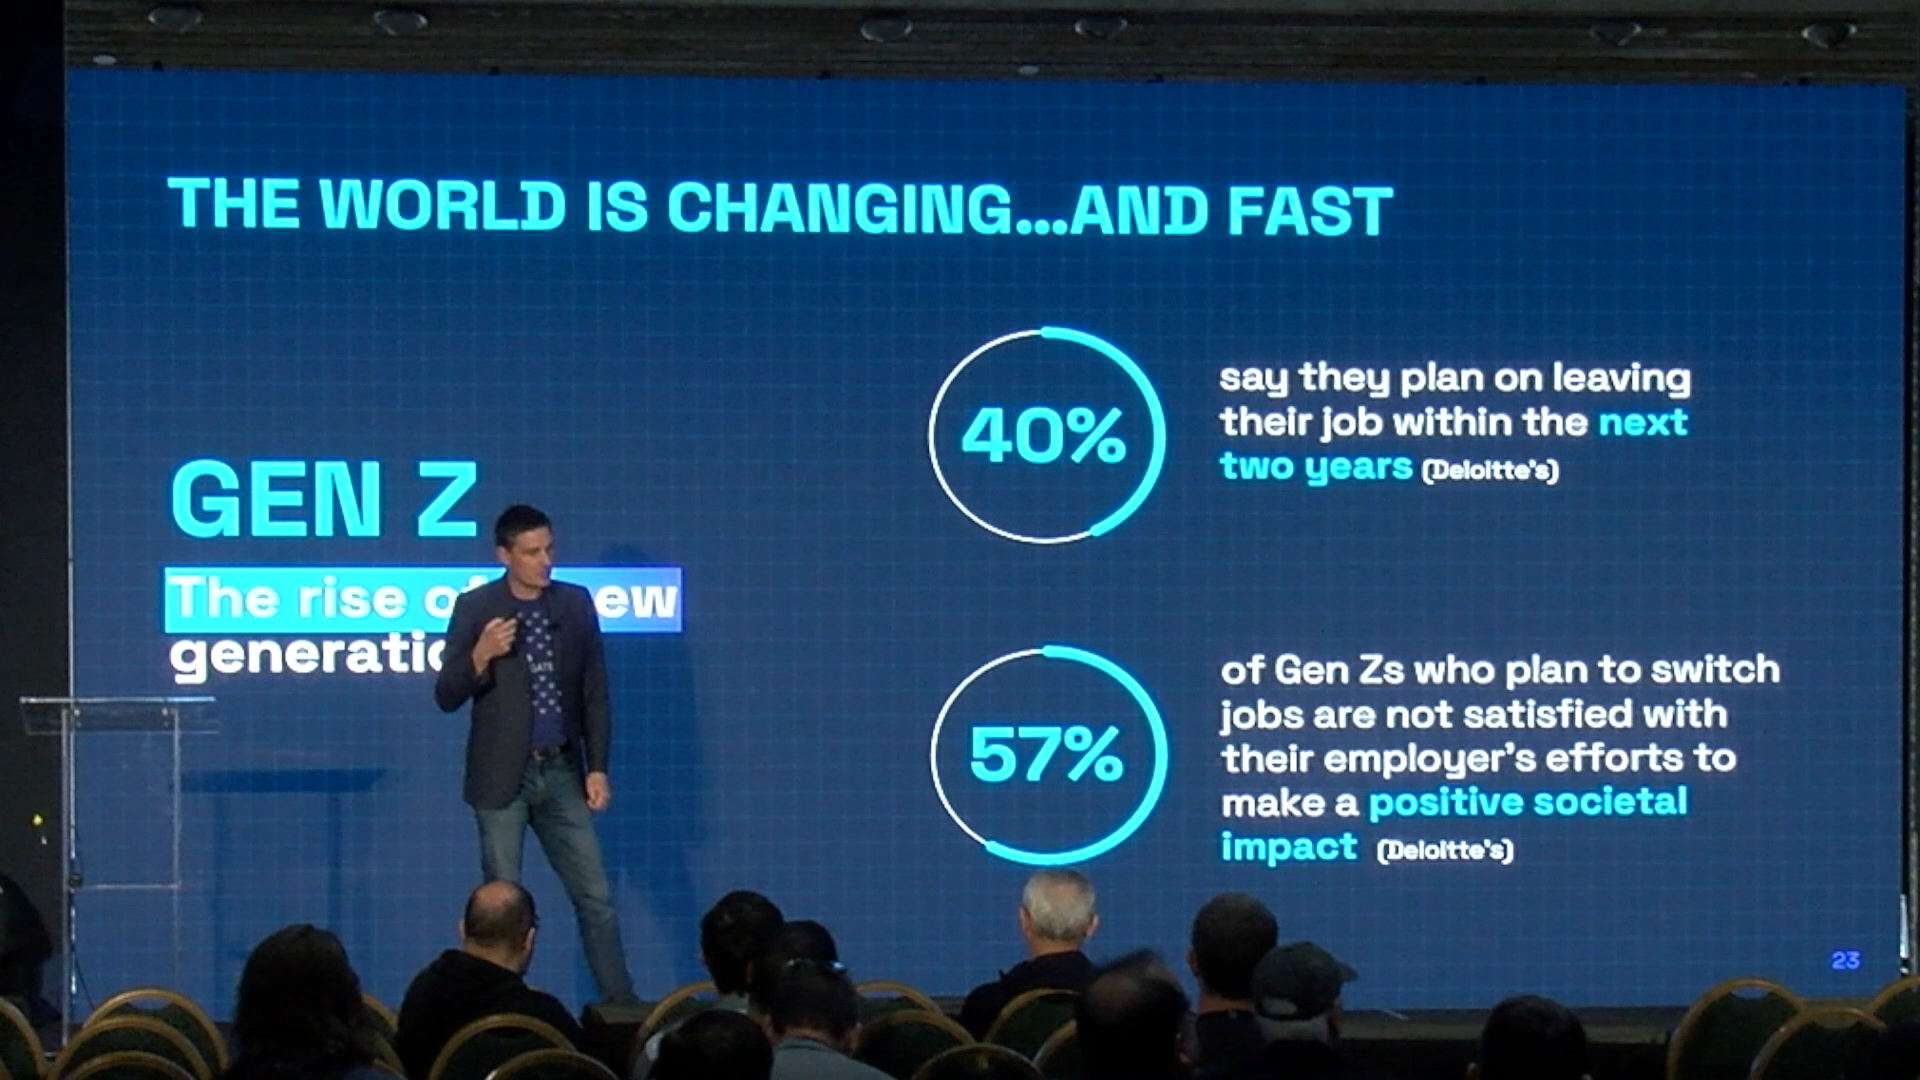 THE WORLD IS CHANGING...AND FAST
GEN Z
The rise
generatio
40%
say they plan on leaving
their job within the next
two years (Deloitte's)
57%
of Gen Zs who plan to switch
jobs are not satisfied with
their employer's efforts to
make a positive societal
impact (Deloitte's)
23